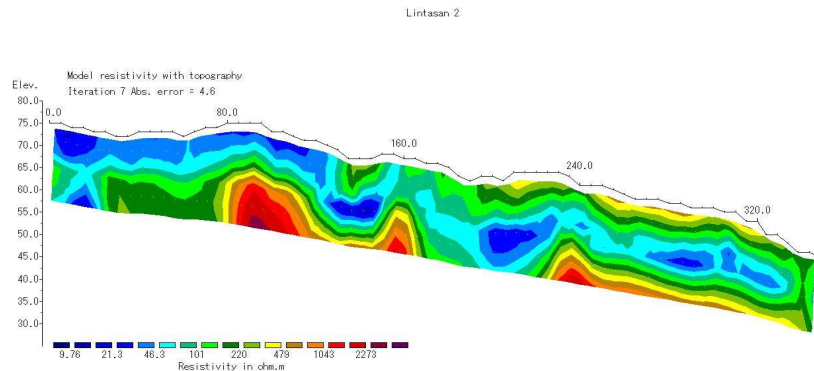 Lintasan 2
Model resistivity with topography
Elev.
Iteration 7 Abs. error = 4.6
80.0
0.0
80.0
75.0
70.0
160.0
65.0
240.0
60.0
55.0
320.0
50.0
45.0
40.0
35.0
30.0
9.76 21.3 46.3 101 220 479 1043 2273
Resistivity in ohm.m